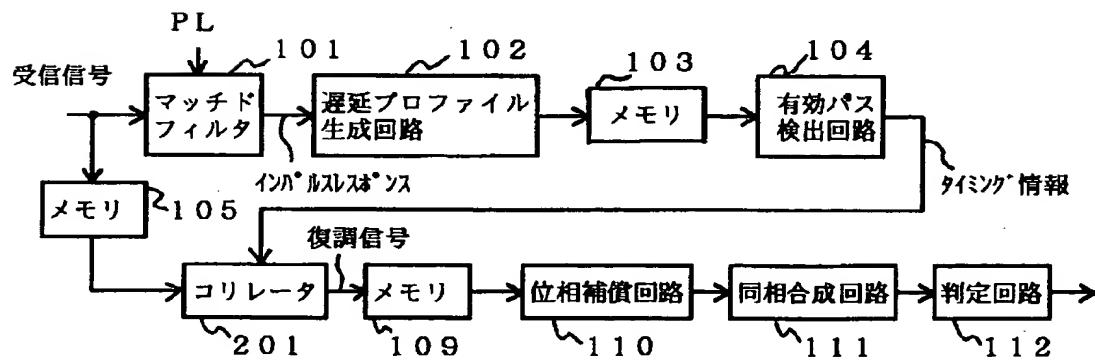 PL
101
102
103
104
受信信号
マッチド
フィルタ
遅延プロファイル
生成回路
メモリ
有効パス
検出回路
インパルスレスポンス
タイミング情報
メモリ
105
復調信号
コリレータ
メモリ
位相補償回路
同相合成回路
判定回路
201
109
110
111
112